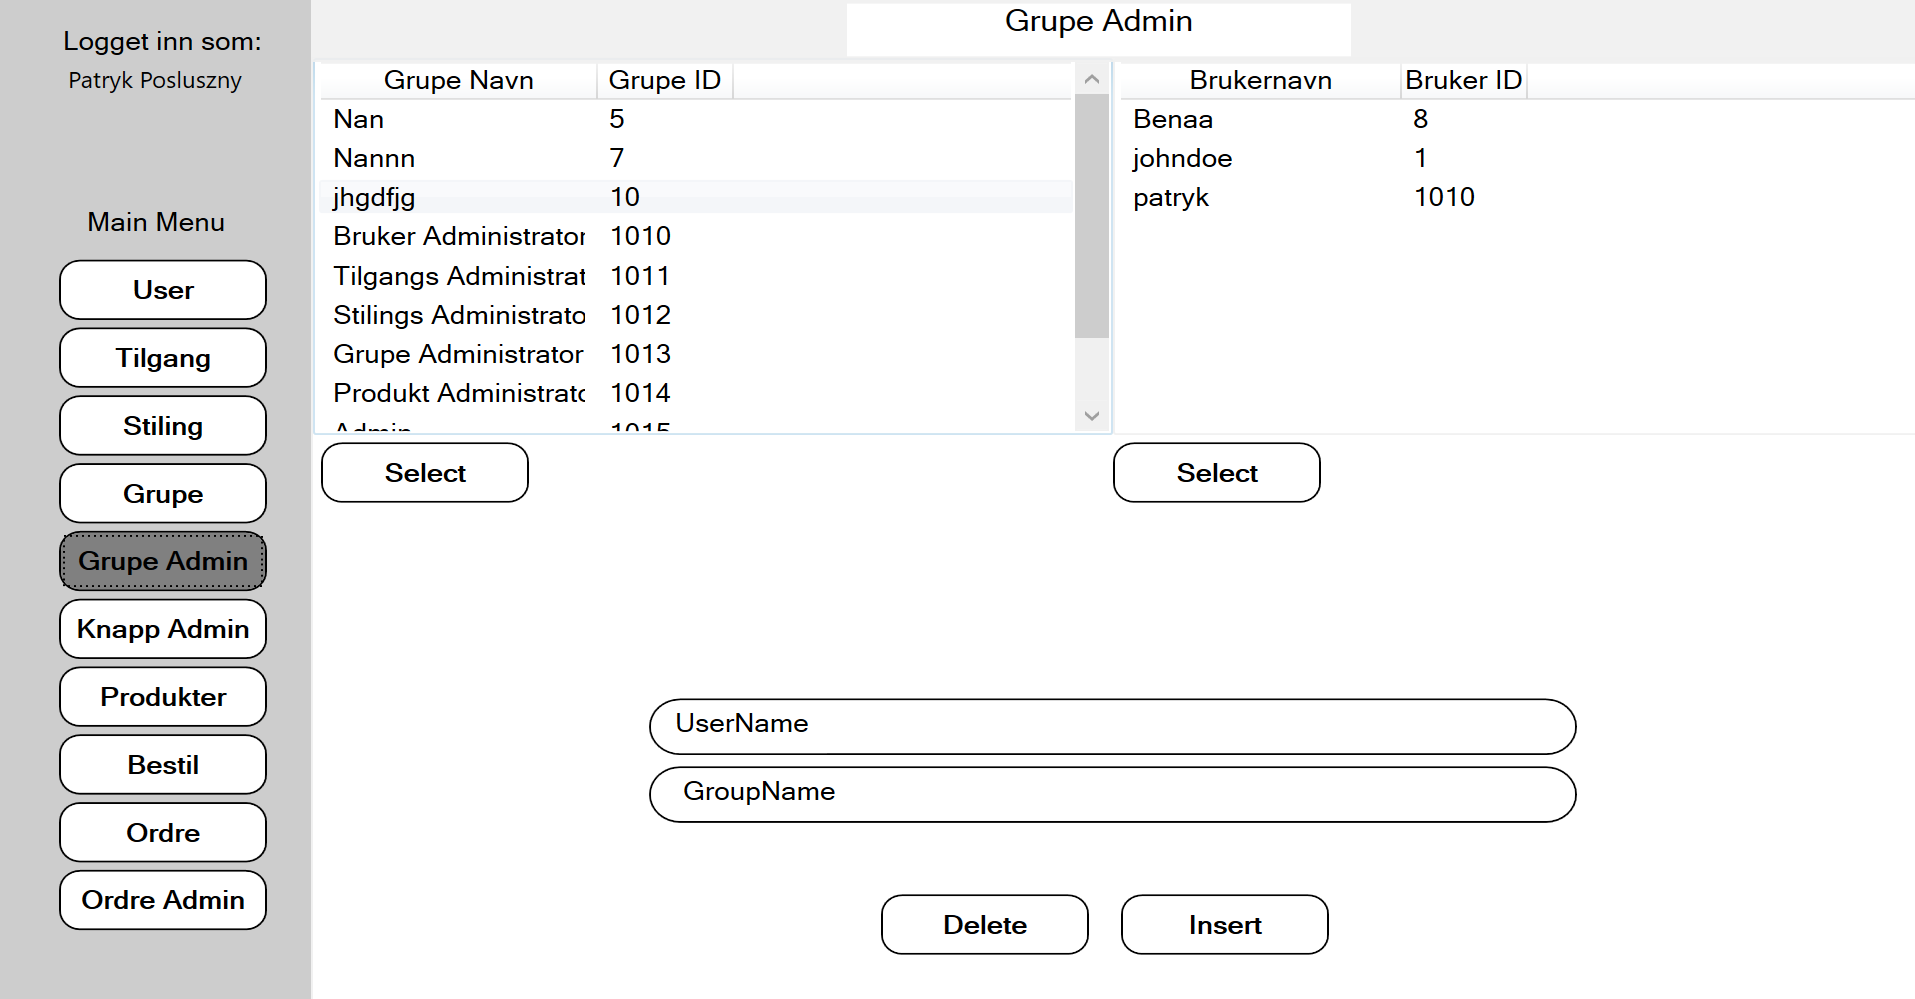 Logget inn som:
Patryk Posluszny
Main Menu
User
Tilgang
Stiling
Grupe
Grupe Admin
Knapp Admin
Produkter
Bestil
Ordre
Ordre Admin
Grupe Admin
Grupe Navn Grupe ID
Nan 5
Nannn 7
jhgdfjg 10
Bruker Administrator 1010
Tilgangs Administrat 1011
Stilings Administrato 1012
Grupe Administrator 1013
Produkt Administrato 1014
Admin 1015
Select
Brukernavn Bruker ID
Benaa 8
johndoe 1
patryk 1010
Select
UserName
GroupName
Delete Insert